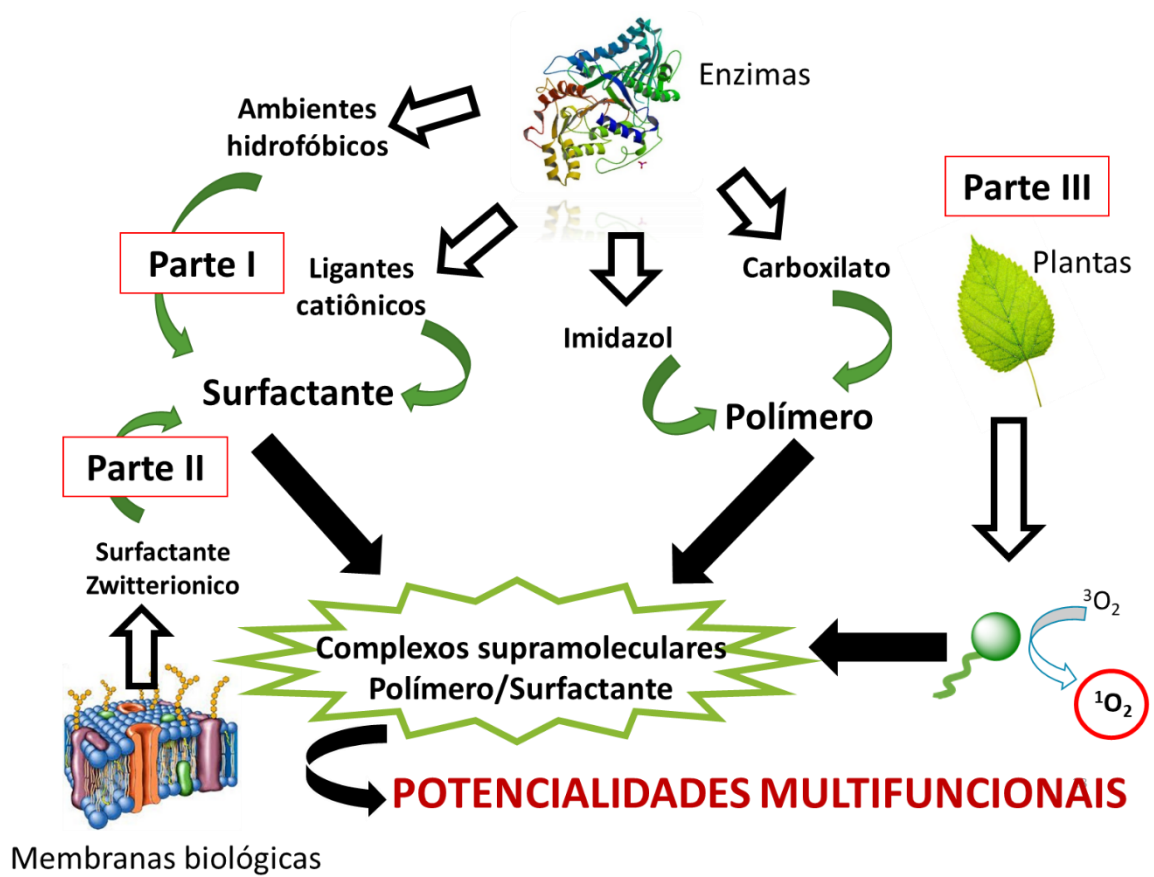 Enzimas
Ambientes
hidrofóbicos
Parte III
Parte I
Ligantes
catiônicos
Carboxilato
Plantas
Imidazol
Surfactante
Polímero
Parte II
Surfactante
Zwitterionico
³O₂
Complexos supramoleculares
Polímero/Surfactante
¹O₂
POTENCIALIDADES MULTIFUNCIONAIS
Membranas biológicas